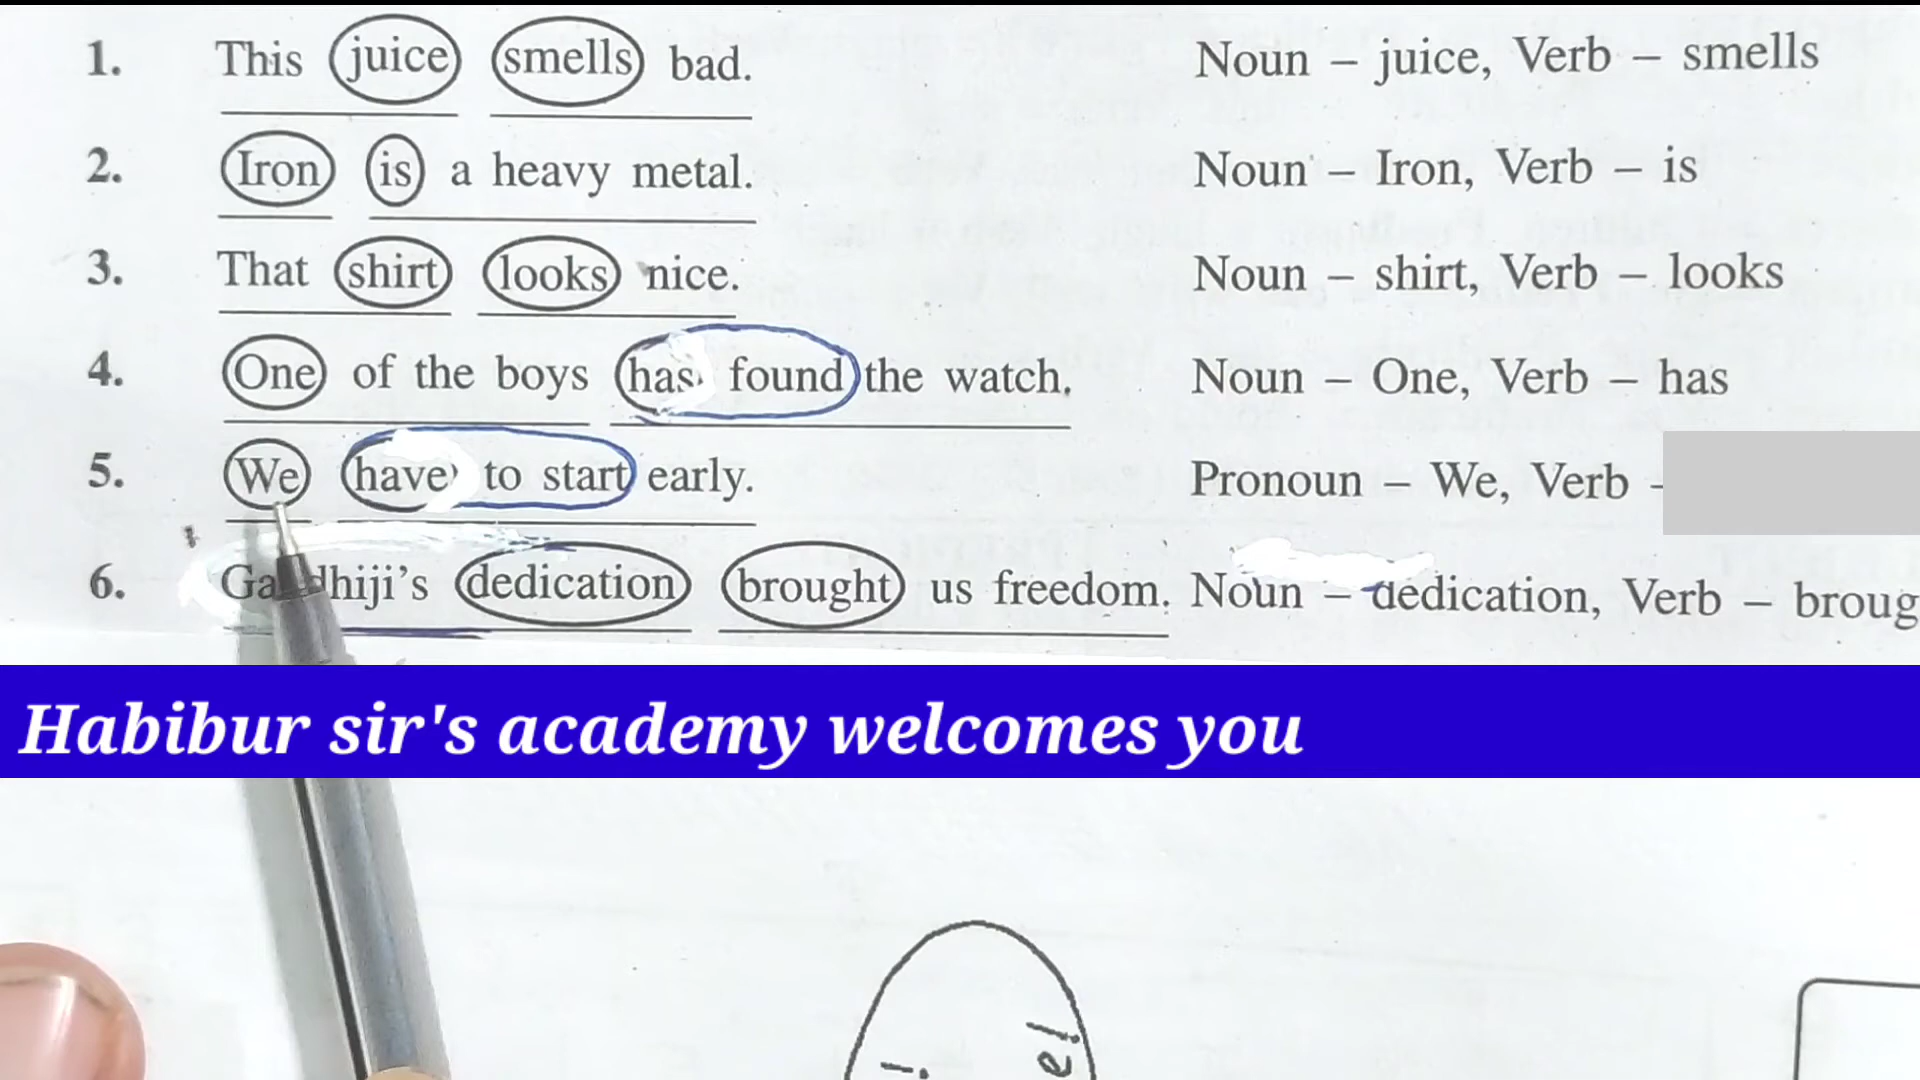 1. This juice smells bad. Noun – juice, Verb – smells
2. Iron is a heavy metal. Noun – Iron, Verb – is
3. That shirt looks nice. Noun – shirt, Verb – looks
4. One of the boys has found the watch. Noun – One, Verb – has
5. We have to start early. Pronoun – We, Verb –
6. dedication brought us freedom. Noun – dedication, Verb – broug
Habibur sir's academy welcomes you